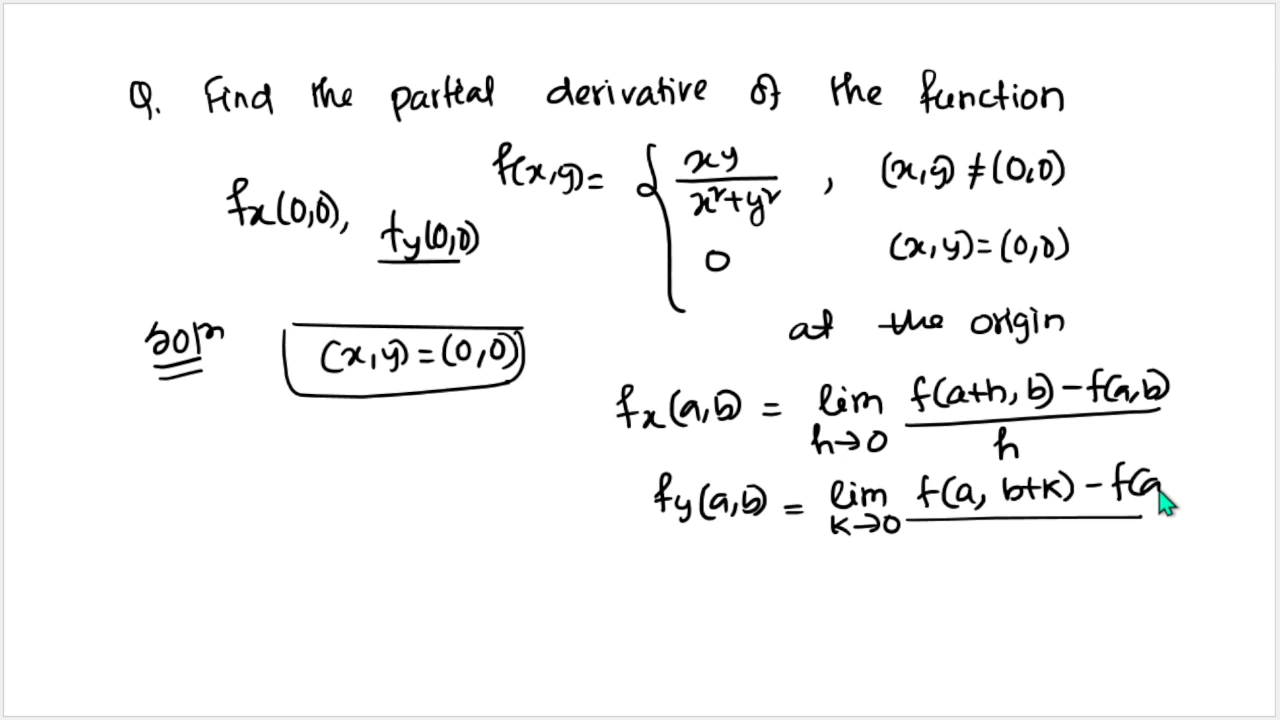 Q. Find the partial derivative of the function
f(x,y) = { xy / x²+y² , (x,y) ≠ (0,0)
fx(0,0), fy(0,0)
0 (x,y) = (0,0)
at the origin
Soln (x,y) = (0,0)
fx(a,b) = lim h→0 f(a+h, b) - f(a,b) / h
fy(a,b) = lim k→0 f(a, b+k) - f(a